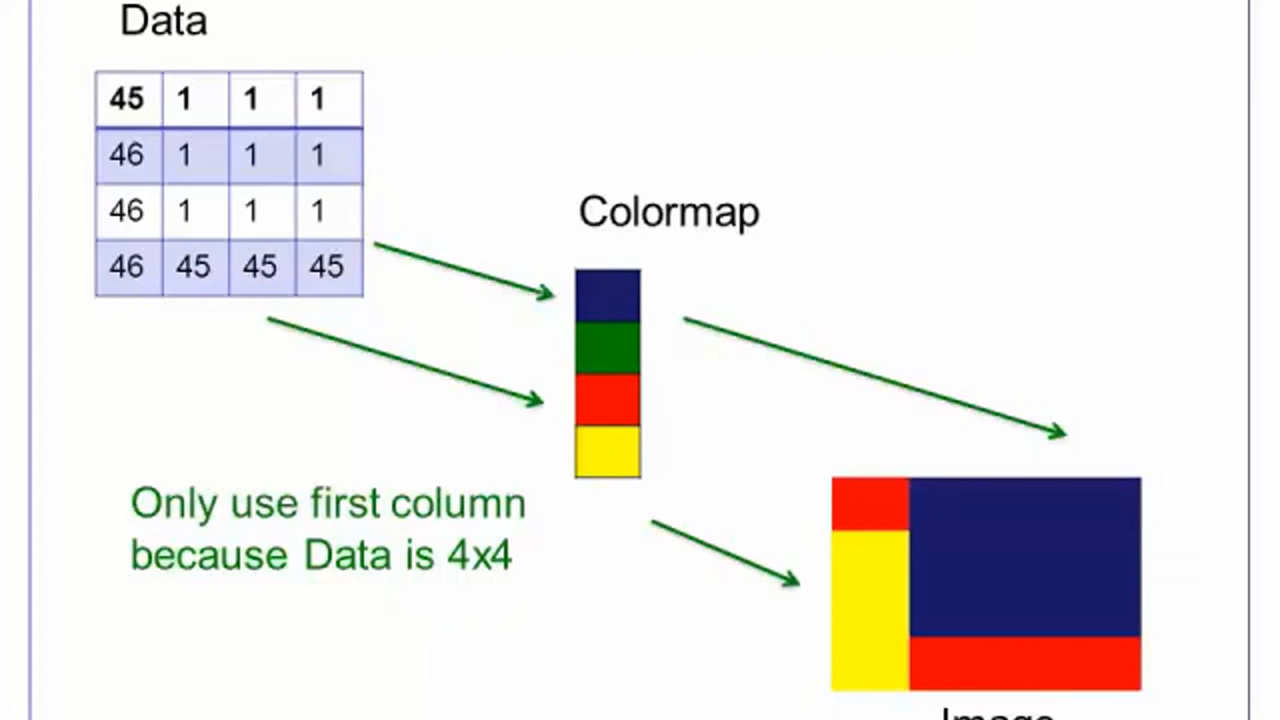 Data
45 1 1 1
46 1 1 1
46 1 1 1
46 45 45 45
Colormap
Only use first column
because Data is 4x4
Image